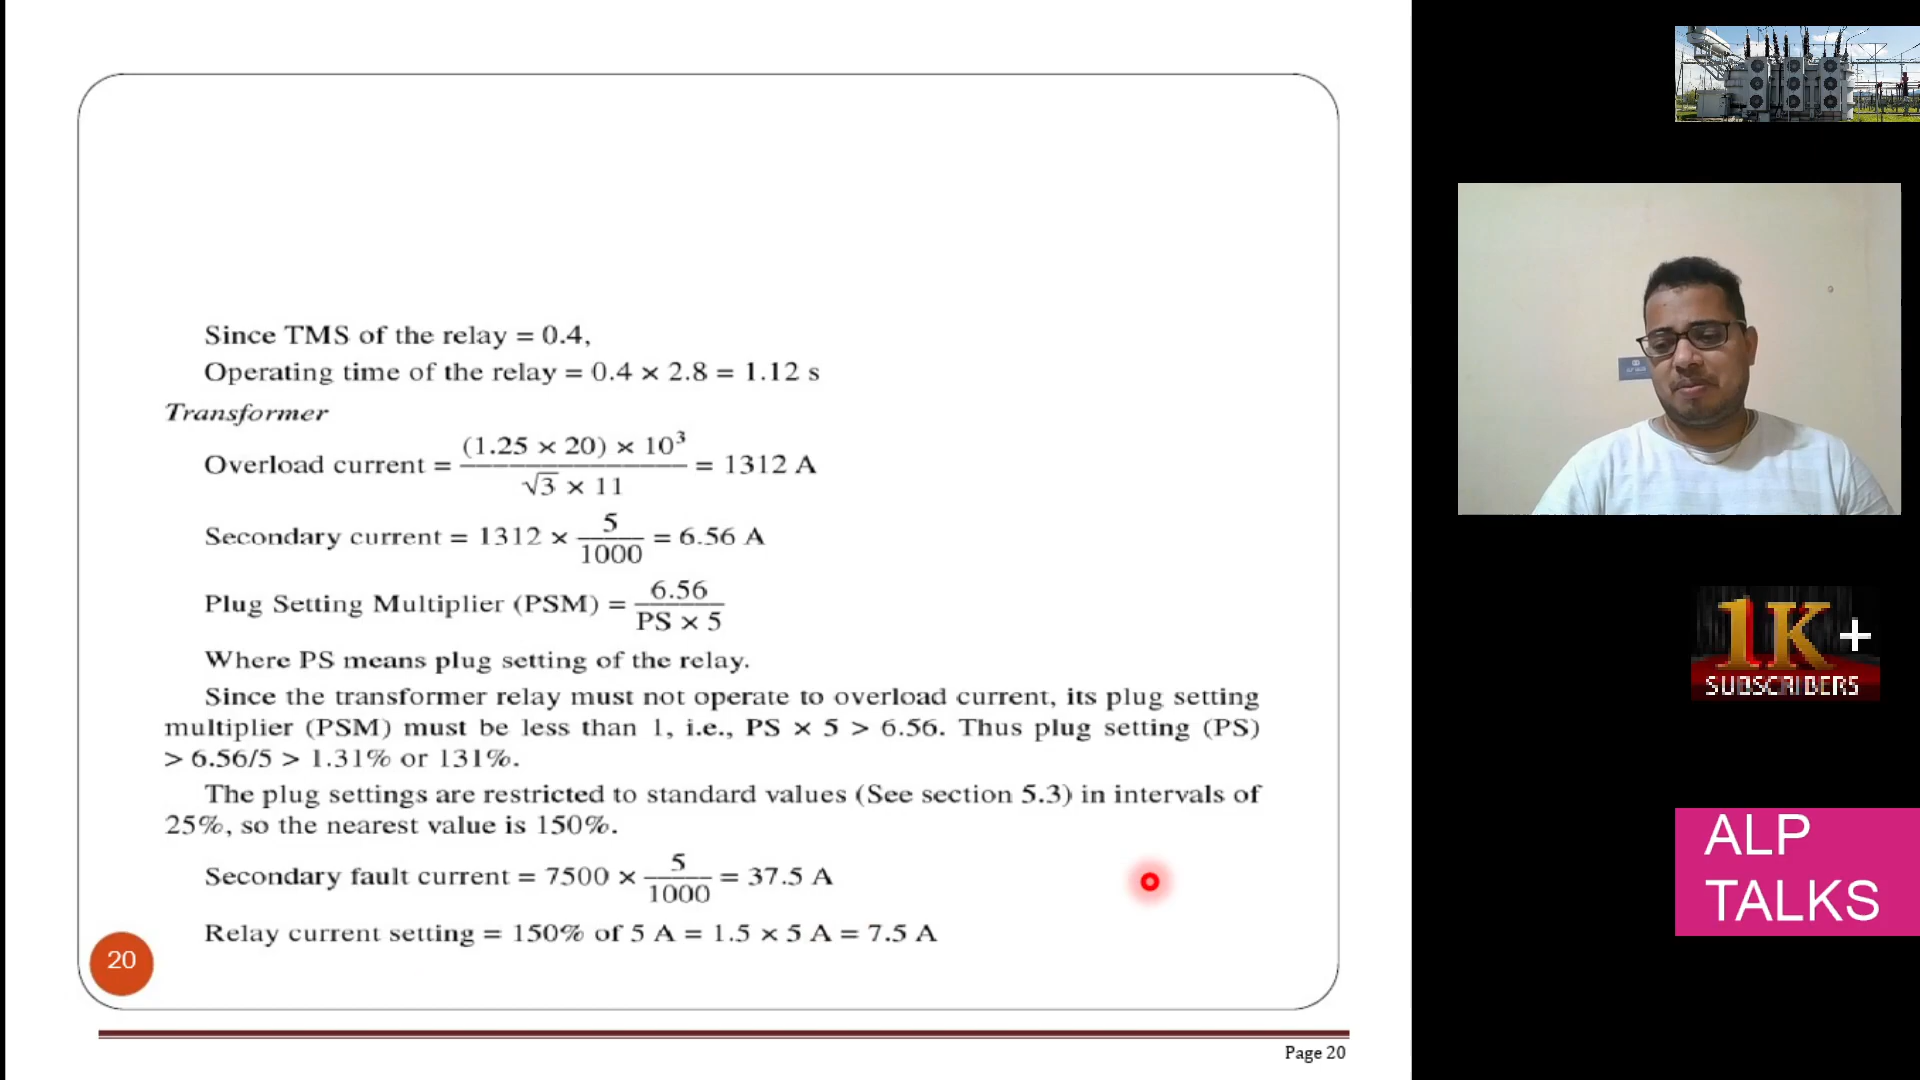 Since TMS of the relay = 0.4,
Operating time of the relay = 0.4 × 2.8 = 1.12 s
Transformer
Overload current = (1.25 × 20) × 10³ / √3 × 11 = 1312 A
Secondary current = 1312 × 5/1000 = 6.56 A
Plug Setting Multiplier (PSM) = 6.56 / PS × 5
Where PS means plug setting of the relay.
Since the transformer relay must not operate to overload current, its plug setting
multiplier (PSM) must be less than 1, i.e., PS × 5 > 6.56. Thus plug setting (PS)
> 6.56/5 > 1.31% or 131%.
The plug settings are restricted to standard values (See section 5.3) in intervals of
25%, so the nearest value is 150%.
Secondary fault current = 7500 × 5/1000 = 37.5 A
Relay current setting = 150% of 5 A = 1.5 × 5 A = 7.5 A
20
Page 20
1K+
SUBSCRIBERS
ALP
TALKS